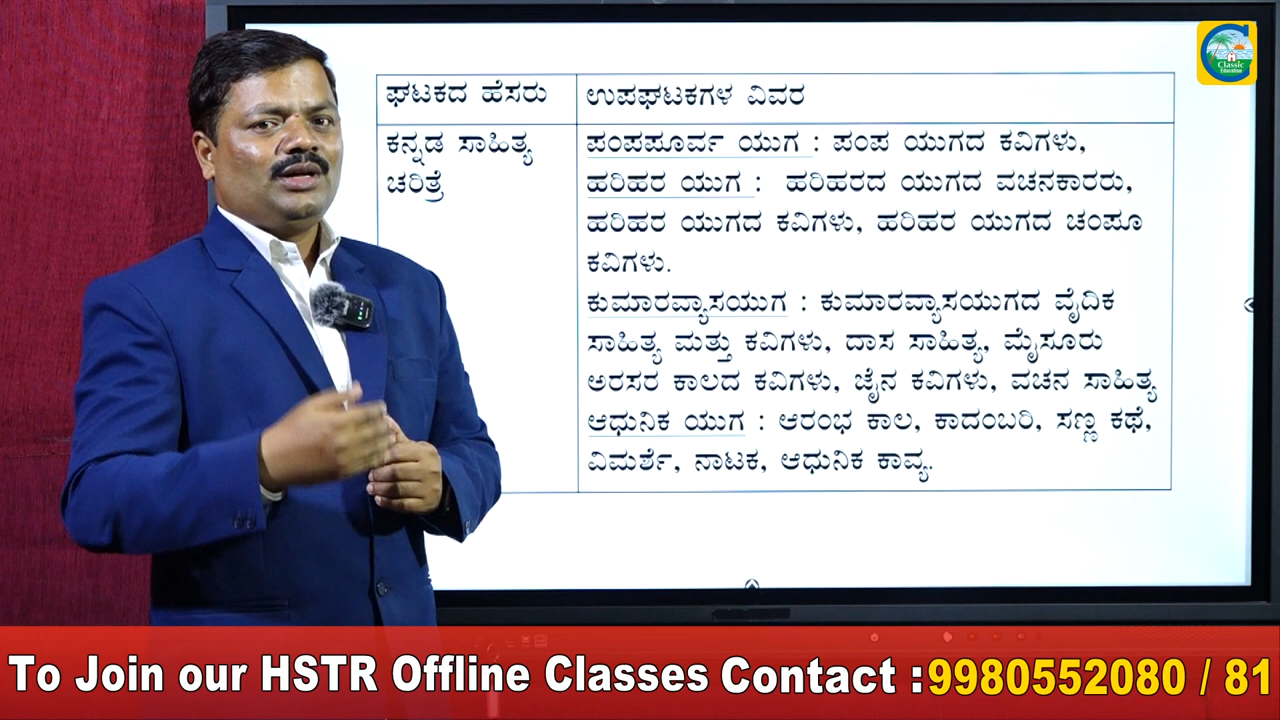 Classic
Education
ಘಟಕದ ಹೆಸರು
ಉಪಘಟಕಗಳ ವಿವರ
ಕನ್ನಡ ಸಾಹಿತ್ಯ
ಚರಿತ್ರೆ
ಪಂಪಪೂರ್ವ ಯುಗ : ಪಂಪ ಯುಗದ ಕವಿಗಳು,
ಹರಿಹರ ಯುಗ : ಹರಿಹರದ ಯುಗದ ವಚನಕಾರರು,
ಹರಿಹರ ಯುಗದ ಕವಿಗಳು, ಹರಿಹರ ಯುಗದ ಚಂಪೂ
ಕವಿಗಳು.
ಕುಮಾರವ್ಯಾಸಯುಗ : ಕುಮಾರವ್ಯಾಸಯುಗದ ವೈದಿಕ
ಸಾಹಿತ್ಯ ಮತ್ತು ಕವಿಗಳು, ದಾಸ ಸಾಹಿತ್ಯ, ಮೈಸೂರು
ಅರಸರ ಕಾಲದ ಕವಿಗಳು, ಜೈನ ಕವಿಗಳು, ವಚನ ಸಾಹಿತ್ಯ
ಆಧುನಿಕ ಯುಗ : ಆರಂಭ ಕಾಲ, ಕಾದಂಬರಿ, ಸಣ್ಣ ಕಥೆ,
ವಿಮರ್ಶೆ, ನಾಟಕ, ಆಧುನಿಕ ಕಾವ್ಯ.
To Join our HSTR Offline Classes Contact :9980552080 / 81